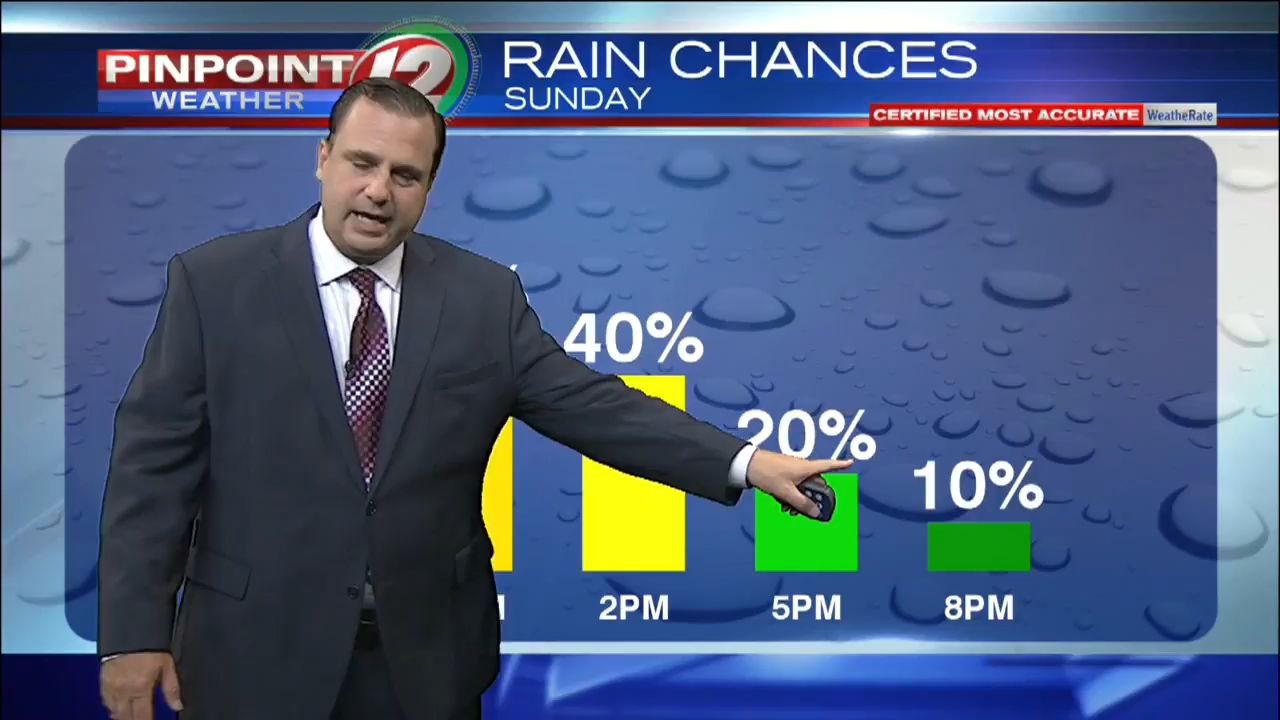 PINPOINT 12
WEATHER
RAIN CHANCES
SUNDAY
CERTIFIED MOST ACCURATE WeatheRate
40%
20%
10%
2PM
5PM
8PM